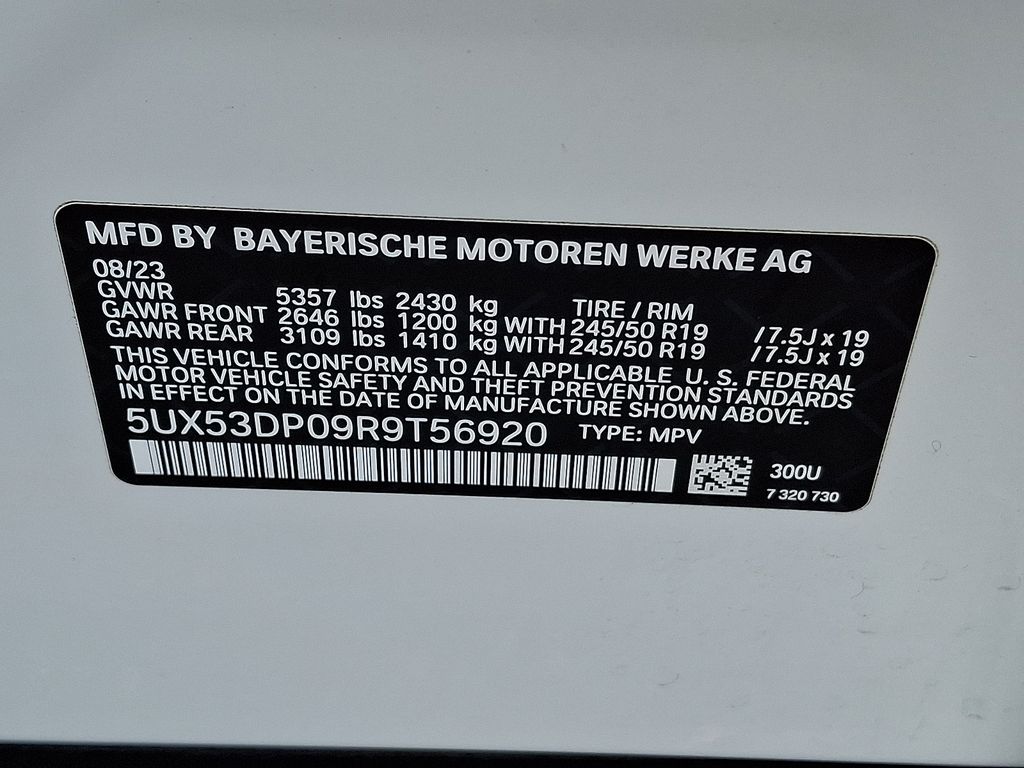 MFD BY BAYERISCHE MOTOREN WERKE AG
08/23
GVWR 5357 lbs 2430 kg TIRE / RIM
GAWR FRONT 2646 lbs 1200 kg WITH 245/50 R19 / 7.5J x 19
GAWR REAR 3109 lbs 1410 kg WITH 245/50 R19 / 7.5J x 19
THIS VEHICLE CONFORMS TO ALL APPLICABLE U. S. FEDERAL
MOTOR VEHICLE SAFETY AND THEFT PREVENTION STANDARDS
IN EFFECT ON THE DATE OF MANUFACTURE SHOWN ABOVE.
5UX53DP09R9T56920 TYPE: MPV
300U
7 320 730